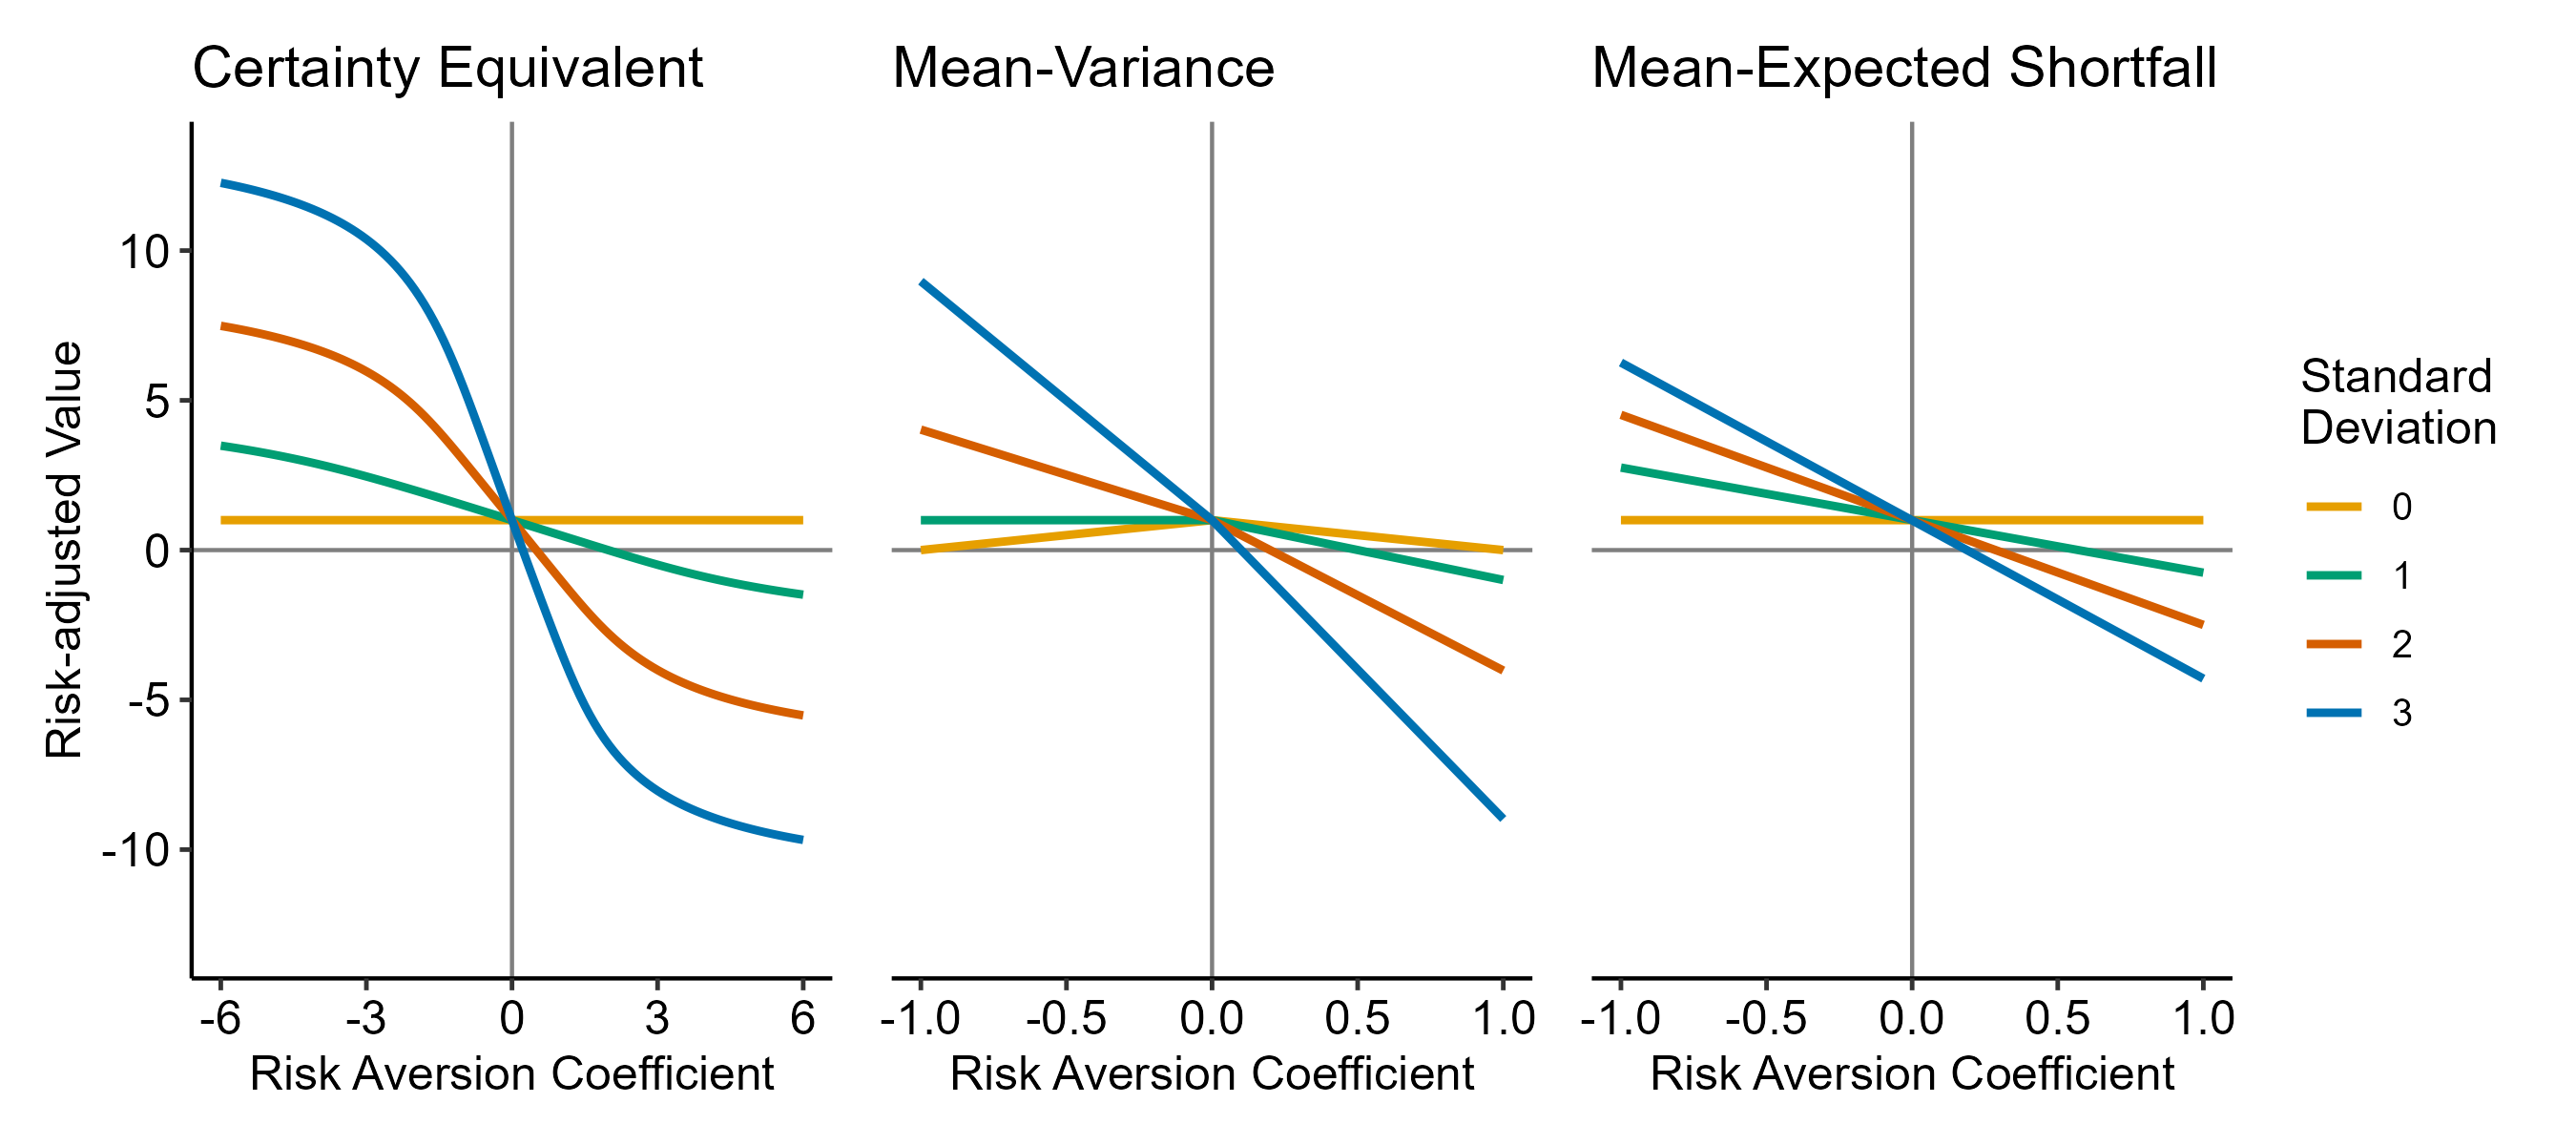 Certainty Equivalent
Mean-Variance
Mean-Expected Shortfall
Risk-adjusted Value
10
5
0
-5
-10
-6 -3 0 3 6
-1.0 -0.5 0.0 0.5 1.0
-1.0 -0.5 0.0 0.5 1.0
Risk Aversion Coefficient
Risk Aversion Coefficient
Risk Aversion Coefficient
Standard
Deviation
0
1
2
3